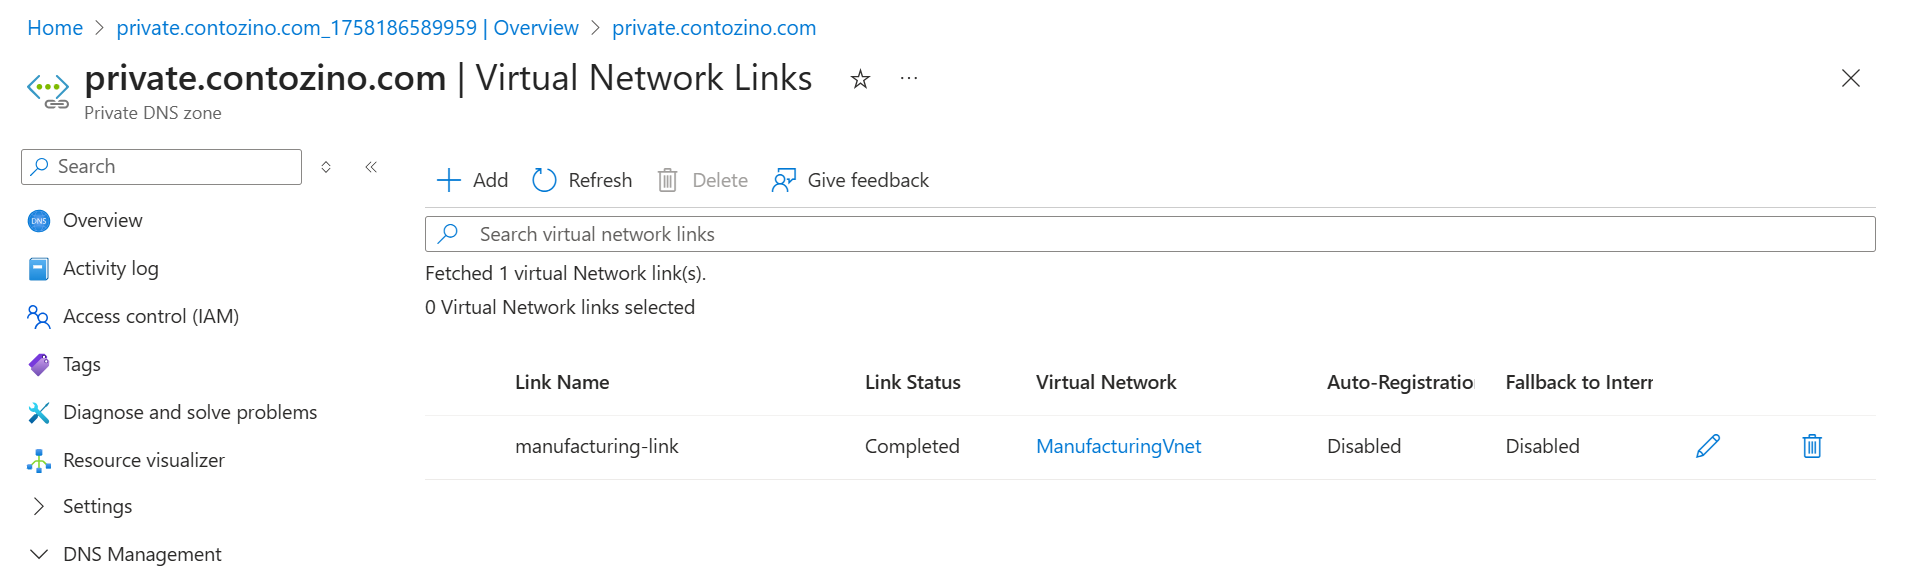 Home > private.contozino.com_1758186589959 | Overview > private.contozino.com
private.contozino.com | Virtual Network Links
Private DNS zone
Search
Add Refresh Delete Give feedback
Search virtual network links
Fetched 1 virtual Network link(s).
0 Virtual Network links selected
Overview
Activity log
Access control (IAM)
Tags
Diagnose and solve problems
Resource visualizer
Settings
DNS Management
Link Name Link Status Virtual Network Auto-Registratio Fallback to Interr
manufacturing-link Completed ManufacturingVnet Disabled Disabled